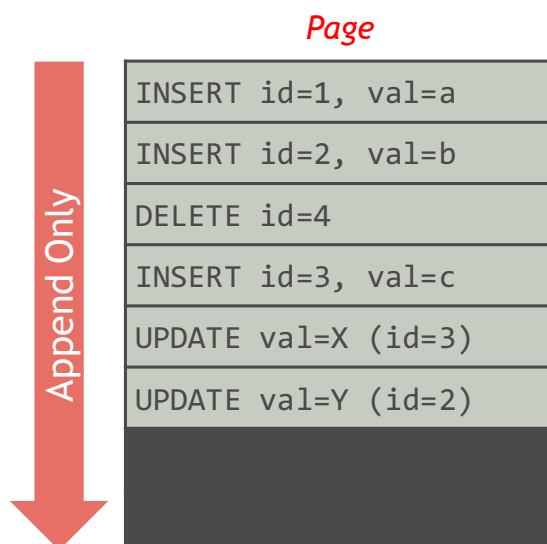 Page
Append Only
INSERT id=1, val=a
INSERT id=2, val=b
DELETE id=4
INSERT id=3, val=c
UPDATE val=X (id=3)
UPDATE val=Y (id=2)